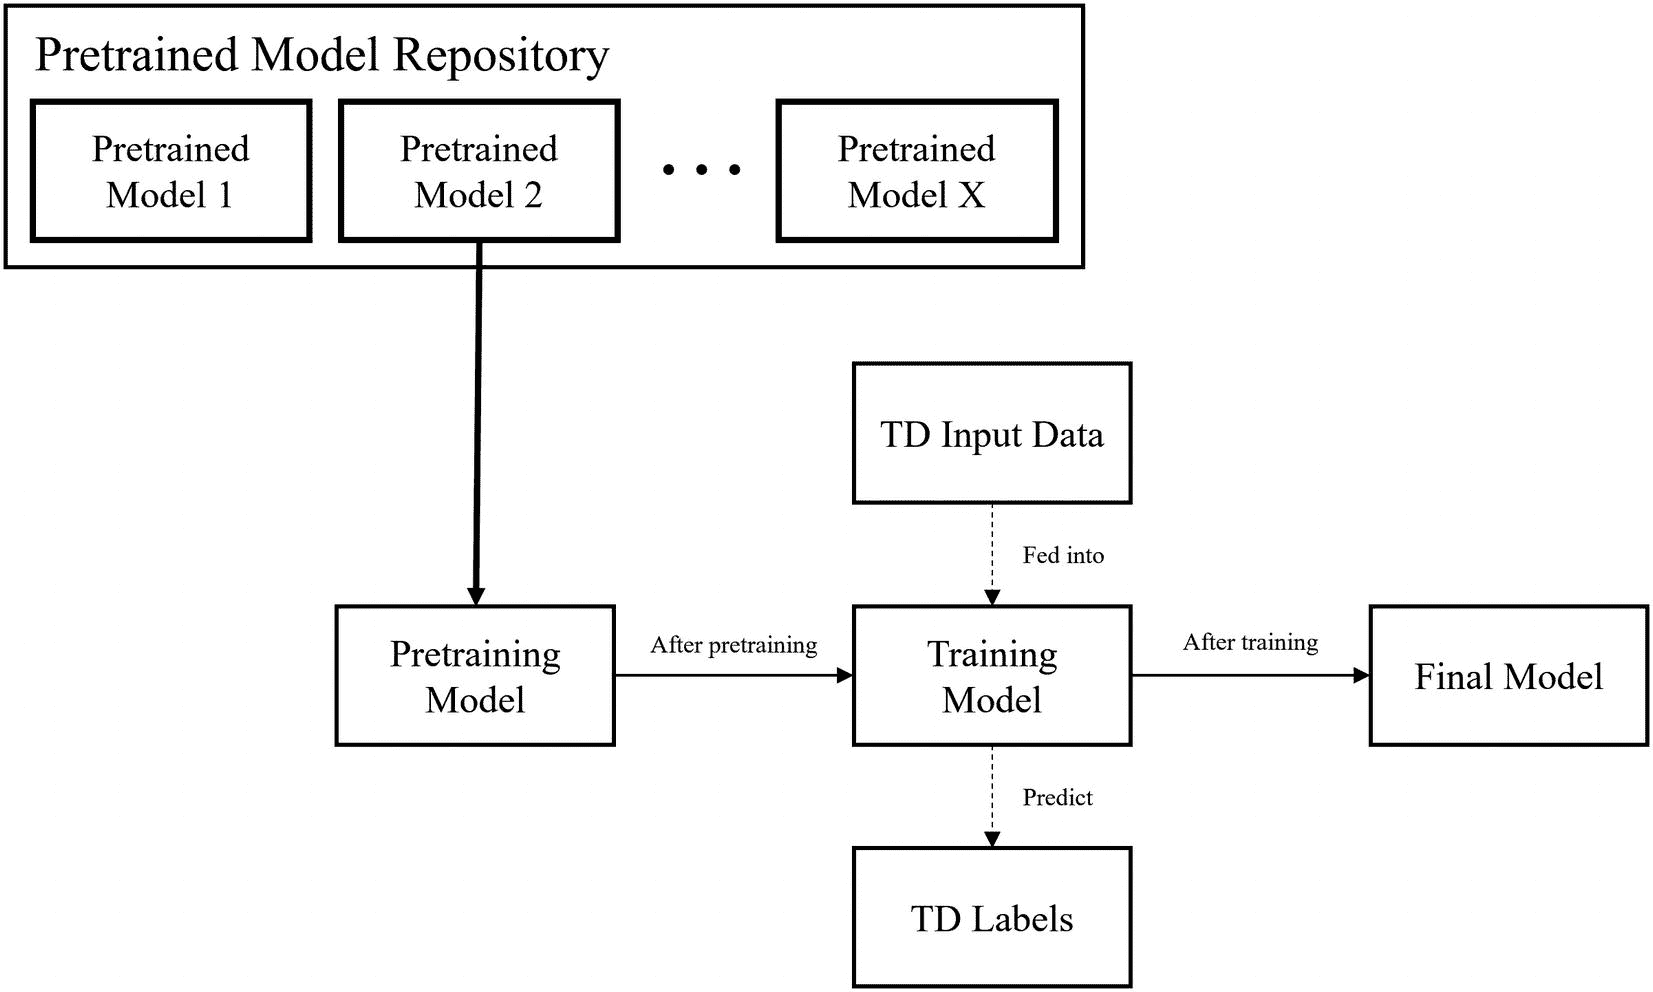 Pretrained Model Repository
Pretrained
Model 1
Pretrained
Model 2
Pretrained
Model X
TD Input Data
Fed into
Pretraining
Model
After pretraining
Training
Model
After training
Final Model
Predict
TD Labels